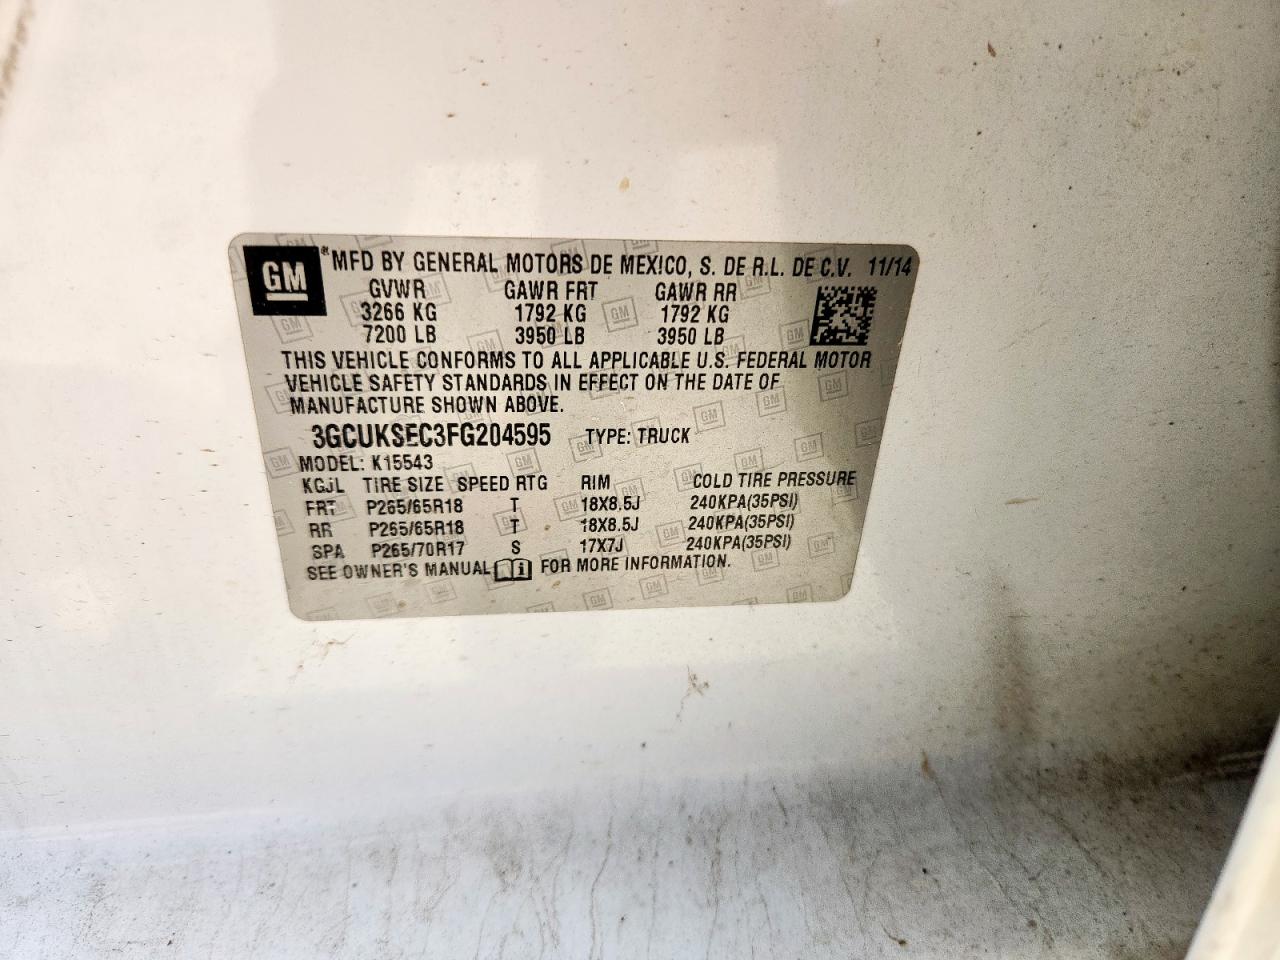 GM ® MFD BY GENERAL MOTORS DE MEXICO, S. DE R.L. DE C.V. 11/14
GVWR GAWR FRT GAWR RR
3266 KG 1792 KG 1792 KG
7200 LB 3950 LB 3950 LB
THIS VEHICLE CONFORMS TO ALL APPLICABLE U.S. FEDERAL MOTOR
VEHICLE SAFETY STANDARDS IN EFFECT ON THE DATE OF
MANUFACTURE SHOWN ABOVE.
3GCUKSEC3FG204595 TYPE: TRUCK
MODEL: K15543
KGJL TIRE SIZE SPEED RTG RIM COLD TIRE PRESSURE
FRT P265/65R18 T 18X8.5J 240KPA(35PSI)
RR P265/65R18 T 18X8.5J 240KPA(35PSI)
SPA P265/70R17 S 17X7J 240KPA(35PSI)
SEE OWNER'S MANUAL FOR MORE INFORMATION.